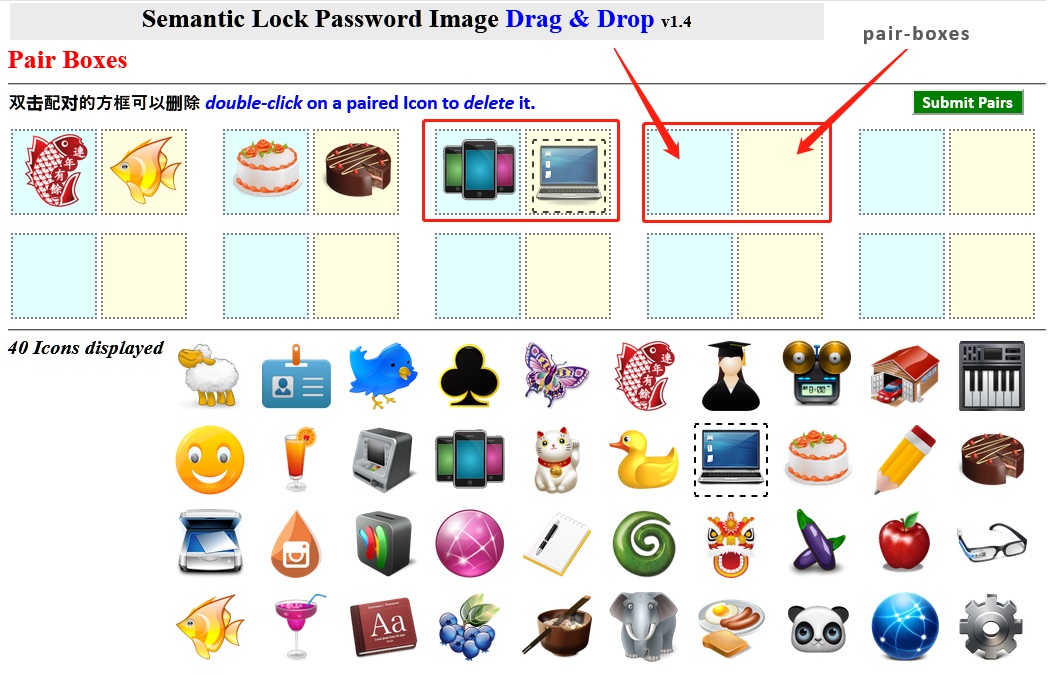 Semantic Lock Password Image Drag & Drop v1.4
pair-boxes
Pair Boxes
双击配对的方框可以删除 double-click on a paired Icon to delete it.
Submit Pairs
連年有餘
40 Icons displayed
連年有餘
Aa